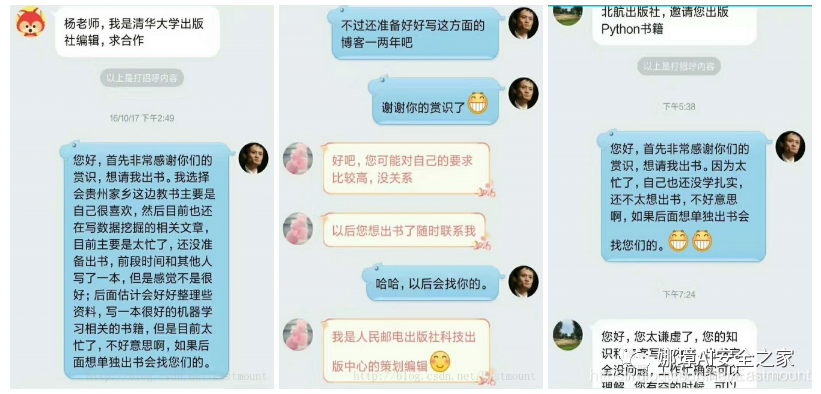 杨老师，我是清华大学出版
社编辑，求合作
以上是打招呼内容
16/10/17 下午2:49
您好，首先非常感谢你们的
赏识，想请我出书。我选择
会贵州家乡这边教书主要是
自己很喜欢，然后目前也还
在写数据挖掘的相关文章，
目前主要是太忙了，还没准
备出书，前段时间和其他人
写了一本，但是感觉不是很
好；后面估计会好好整理些
资料，写一本很好的机器学
习相关的书籍，但是目前太
忙了，不好意思啊，如果后
面想单独出书会找您们的。
不过还准备好好写这方面的
博客一两年吧
谢谢你的赏识了
好吧，您可能对自己的要求
比较高，没关系
以后您想出书了随时联系我
哈哈，以后会找你的。
我是人民邮电出版社科技出
版中心的策划编辑
http://blog.csdn.net/Eastmount
北航出版社，邀请您出版
Python书籍
以上是打招呼内容
下午5:38
您好，首先非常感谢你们的
赏识，想请我出书。因为太
忙了，自己也还没学扎实，
还不太想出书，不好意思
啊，如果后面想单独出书会
找您们的。
下午7:24
您好，您太谦虚了，您的知
识和
全没问题，工作忙确实可以
理解，您有空的时候，可以
娜璋AI安全之家